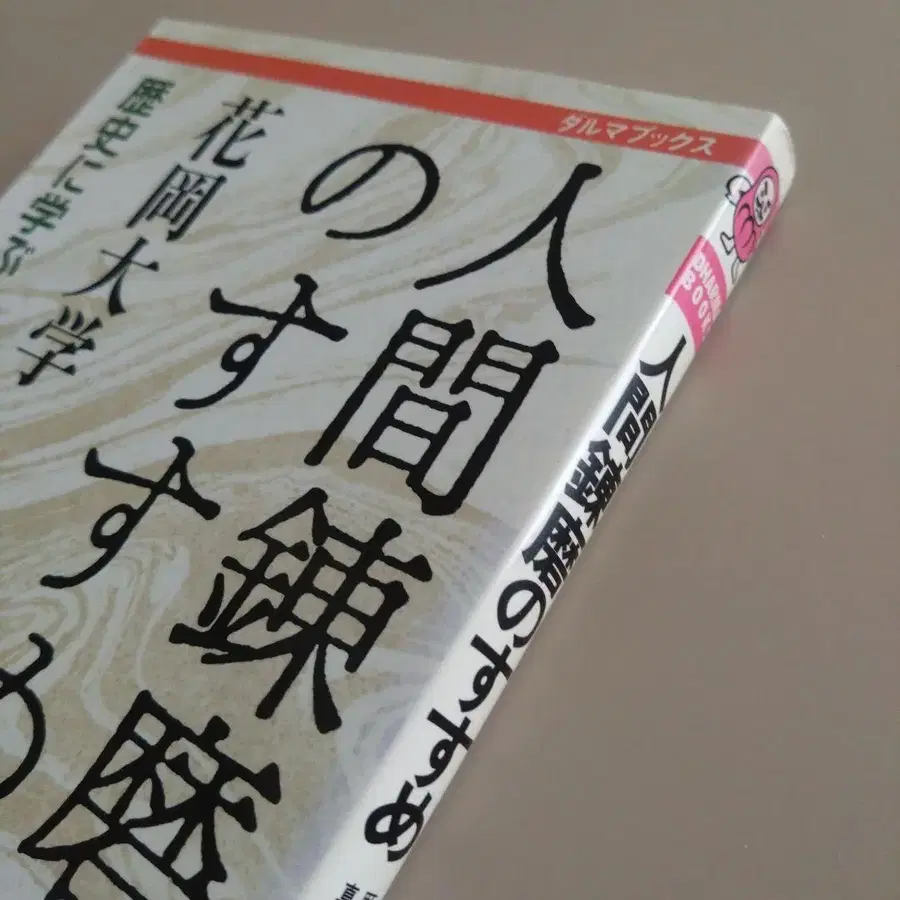 ダルマブックス
人間錬磨
のすすめ
花岡大学
歴史に学ぶ
人間錬磨のすすめ